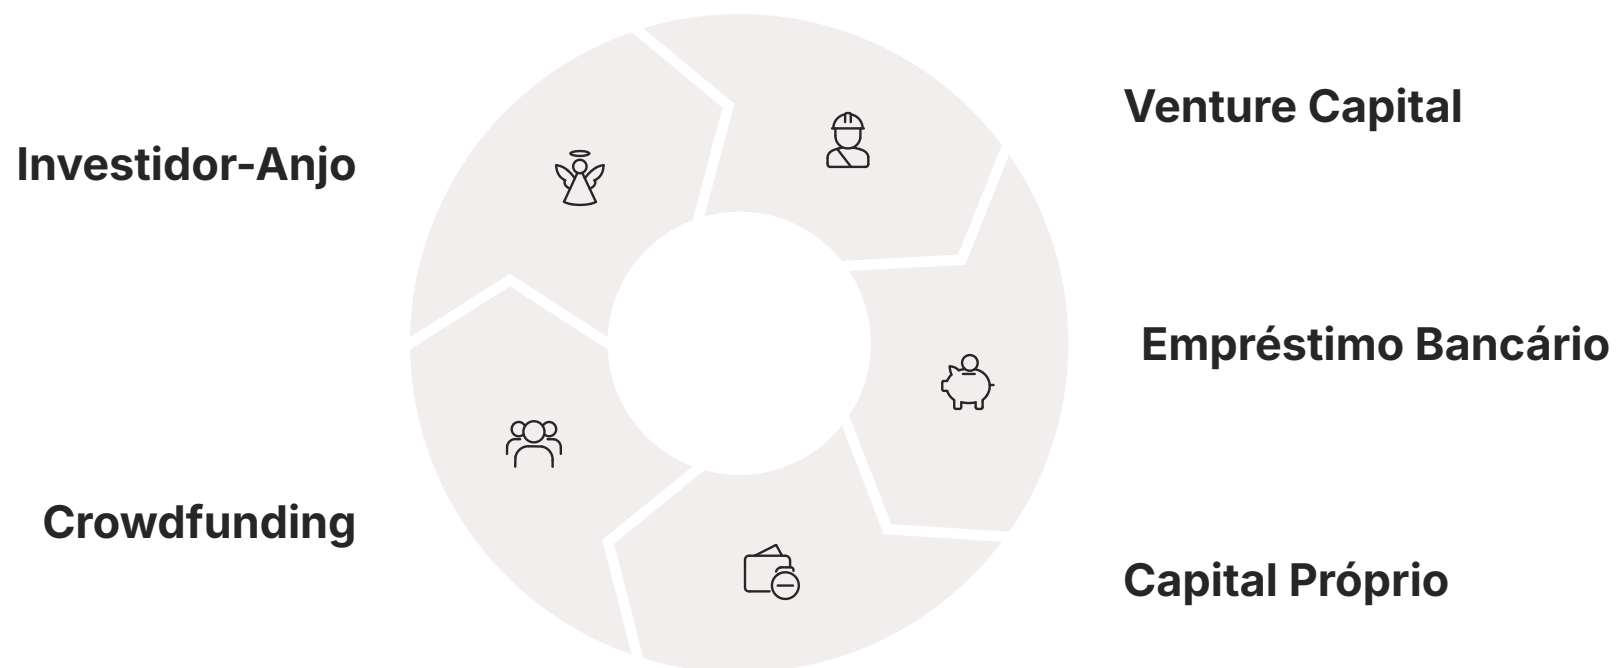 Venture Capital
Investidor-Anjo
Empréstimo Bancário
Crowdfunding
Capital Próprio